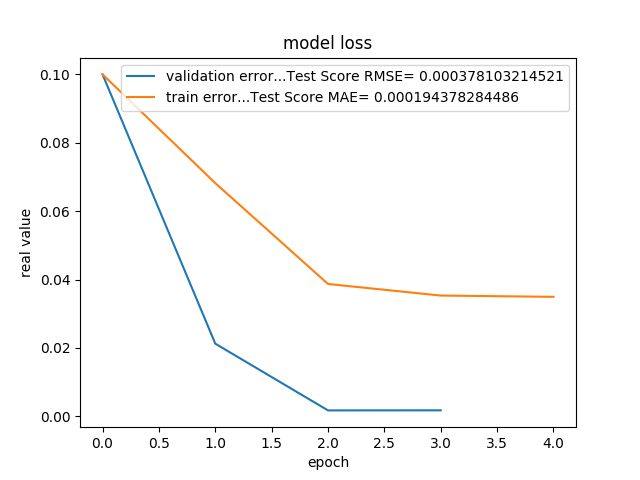 model loss
validation error...Test Score RMSE= 0.000378103214521
train error...Test Score MAE= 0.000194378284486
0.10
0.08
0.06
0.04
0.02
0.00
real value
0.0 0.5 1.0 1.5 2.0 2.5 3.0 3.5 4.0
epoch